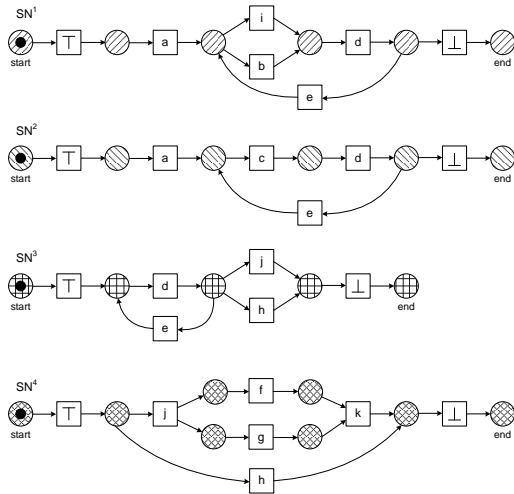 SN¹
i
⊤ a d ⊥
b
start end
e
SN²
⊤ a c d ⊥
start end
e
SN³
j
⊤ d ⊥
h
start end
e
SN⁴
f
⊤ j k ⊥
g
start end
h